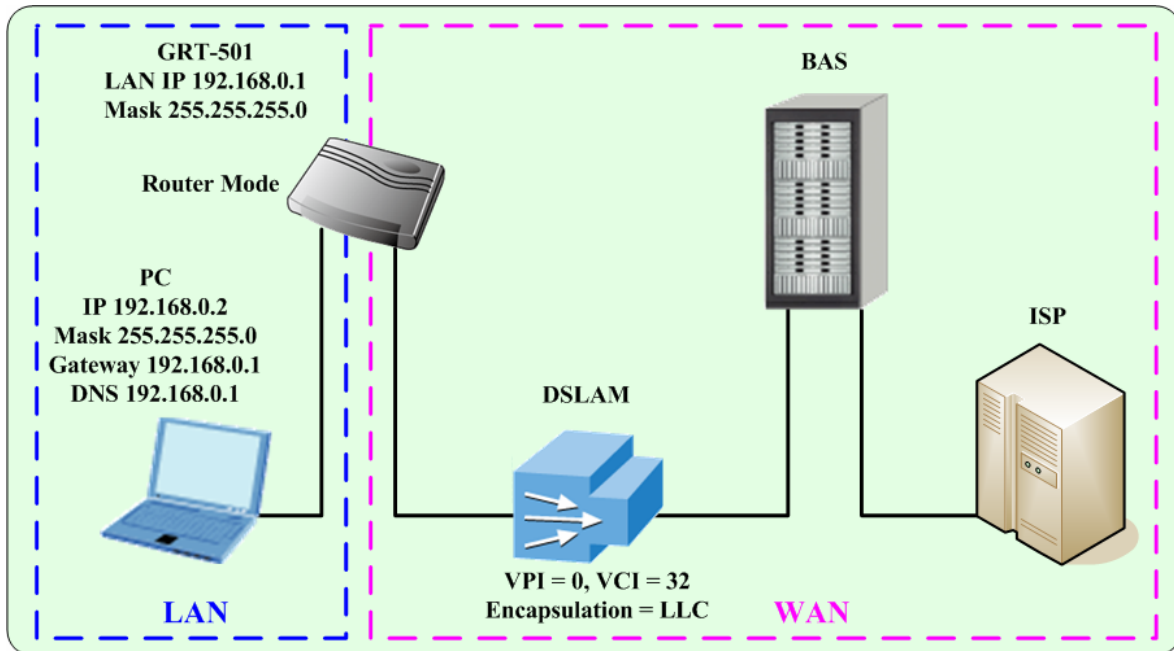 GRT-501
LAN IP 192.168.0.1
Mask 255.255.255.0
Router Mode
PC
IP 192.168.0.2
Mask 255.255.255.0
Gateway 192.168.0.1
DNS 192.168.0.1
LAN
BAS
ISP
DSLAM
VPI = 0, VCI = 32
Encapsulation = LLC
WAN